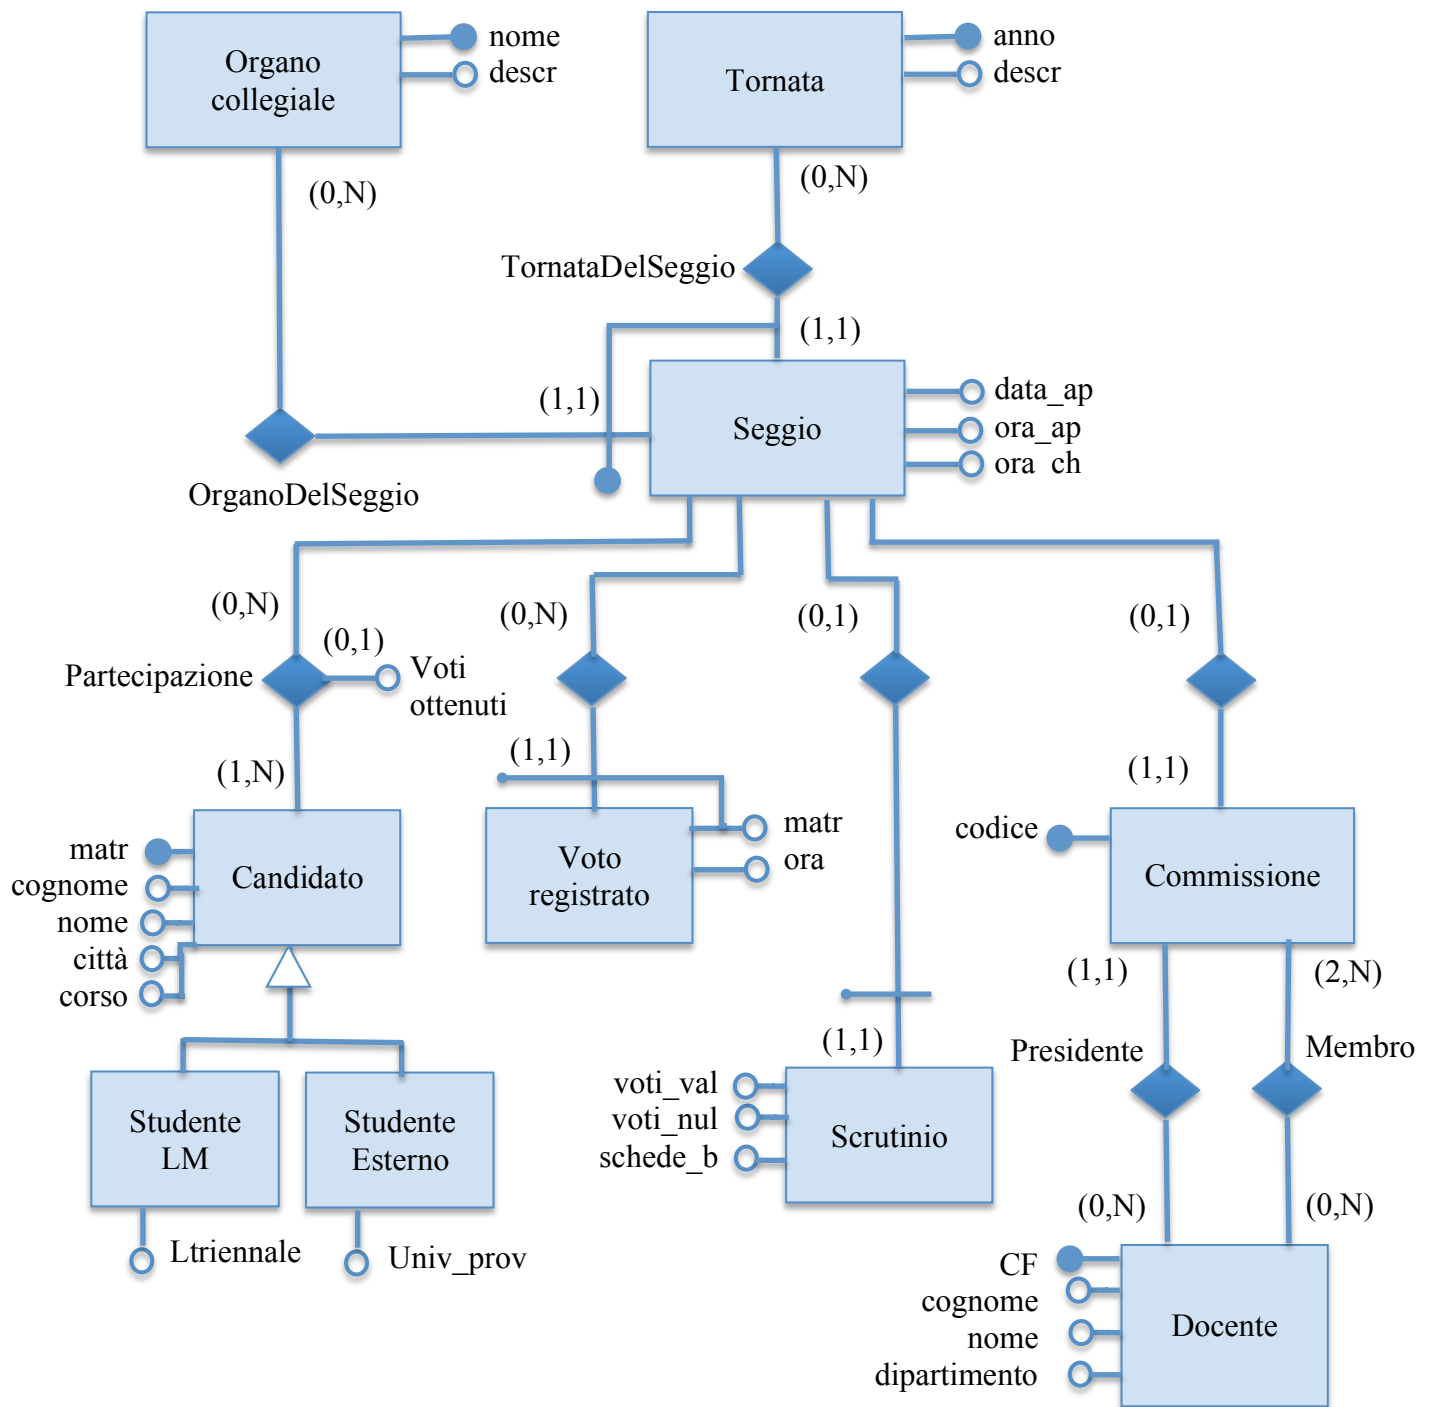 Organo
collegiale
nome
descr
Tornata
anno
descr
(0,N)
(0,N)
TornataDelSeggio
(1,1)
(1,1)
Seggio
data_ap
ora_ap
ora ch
OrganoDelSeggio
(0,N)
(0,N)
(0,1)
(0,1)
(0,1)
Partecipazione
Voti
ottenuti
(1,N)
(1,1)
(1,1)
matr
cognome
nome
città
corso
Candidato
Voto
registrato
matr
ora
codice
Commissione
(1,1)
(2,N)
Presidente
Membro
(1,1)
Studente
LM
Studente
Esterno
voti_val
voti_nul
schede_b
Scrutinio
Ltriennale
Univ_prov
(0,N)
(0,N)
CF
cognome
nome
dipartimento
Docente